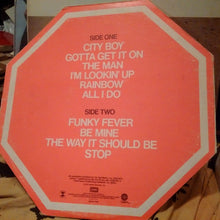 SIDE ONE
CITY BOY
GOTTA GET IT ON
THE MAN
I'M LOOKIN' UP
RAINBOW
ALL I DO
SIDE TWO
FUNKY FEVER
BE MINE
THE WAY IT SHOULD BE
STOP
EMI